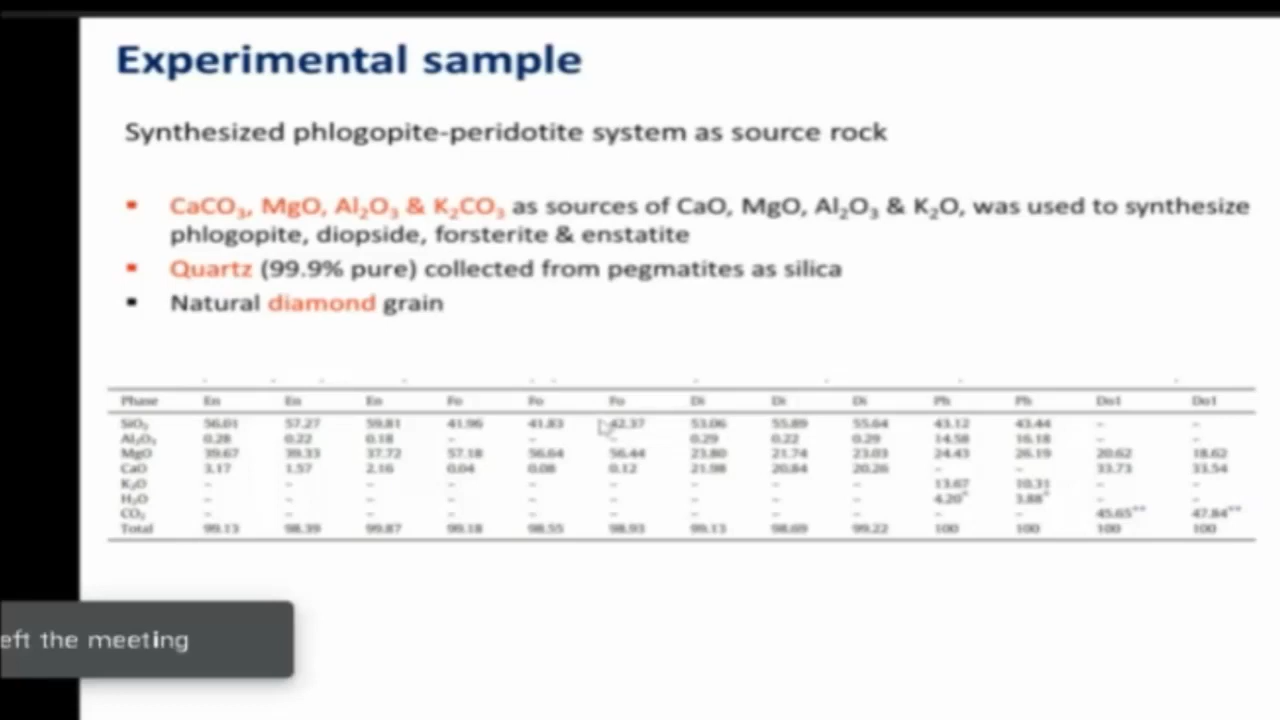 Experimental sample
Synthesized phlogopite-peridotite system as source rock
▪ CaCO₃, MgO, Al₂O₃ & K₂CO₃ as sources of CaO, MgO, Al₂O₃ & K₂O, was used to synthesize
phlogopite, diopside, forsterite & enstatite
▪ Quartz (99.9% pure) collected from pegmatites as silica
▪ Natural diamond grain
Phase En En En Fo Fo Fo Di Di Di Ph Ph Dol Dol
SiO₂ 56.01 57.27 59.81 41.96 41.83 42.37 53.06 55.89 55.64 43.12 43.44 – –
Al₂O₃ 0.28 0.22 0.18 – – – 0.29 0.22 0.29 14.58 16.18 – –
MgO 39.67 39.33 37.72 57.18 56.64 56.44 23.80 21.74 23.03 24.43 26.19 20.62 18.62
CaO 3.17 1.57 2.16 0.04 0.08 0.12 21.98 20.84 20.26 – – 33.73 33.54
K₂O – – – – – – – – – 13.67 10.31 – –
H₂O – – – – – – – – – 4.20* 3.88* – –
CO₂ – – – – – – – – – – – 45.65** 47.84**
Total 99.13 98.39 99.87 99.18 98.55 98.93 99.13 98.69 99.22 100 100 100 100
eft the meeting